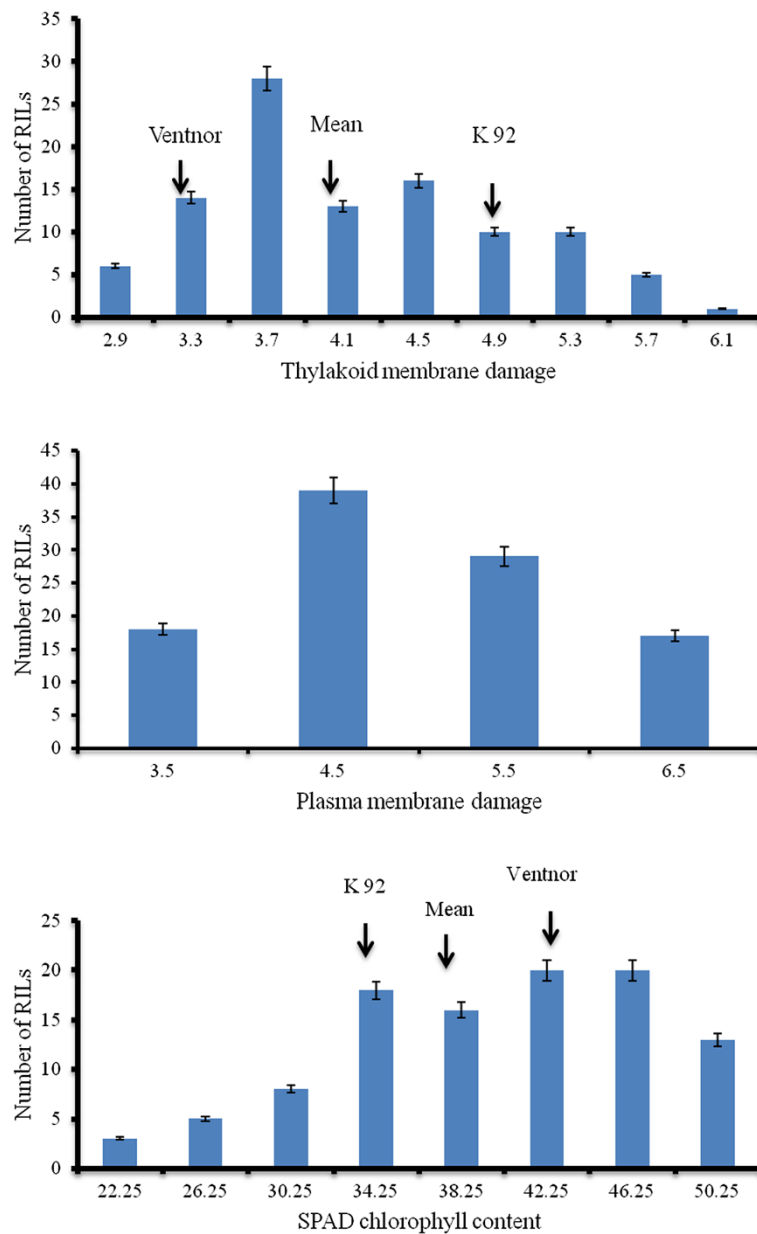 35
30
25
20
15
10
5
0
Number of RILs
Ventnor
Mean
K 92
2.9 3.3 3.7 4.1 4.5 4.9 5.3 5.7 6.1
Thylakoid membrane damage
45
40
35
30
25
20
15
10
5
0
Number of RILs
3.5 4.5 5.5 6.5
Plasma membrane damage
25
20
15
10
5
0
Number of RILs
K 92
Mean
Ventnor
22.25 26.25 30.25 34.25 38.25 42.25 46.25 50.25
SPAD chlorophyll content